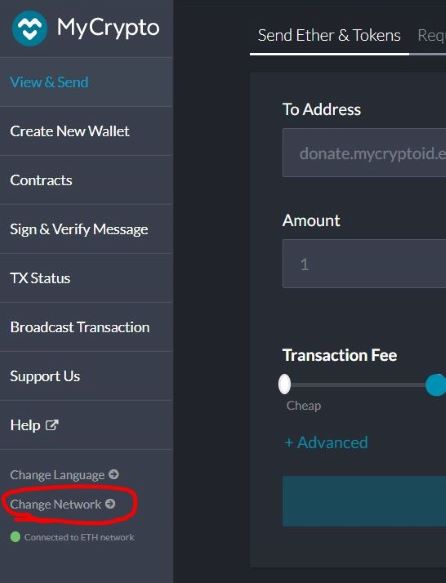 MyCrypto
View & Send
Create New Wallet
Contracts
Sign & Verify Message
TX Status
Broadcast Transaction
Support Us
Help
Change Language
Change Network
Connected to ETH network
Send Ether & Tokens Req
To Address
donate.mycryptoid.e
Amount
1
Transaction Fee
Cheap
+ Advanced